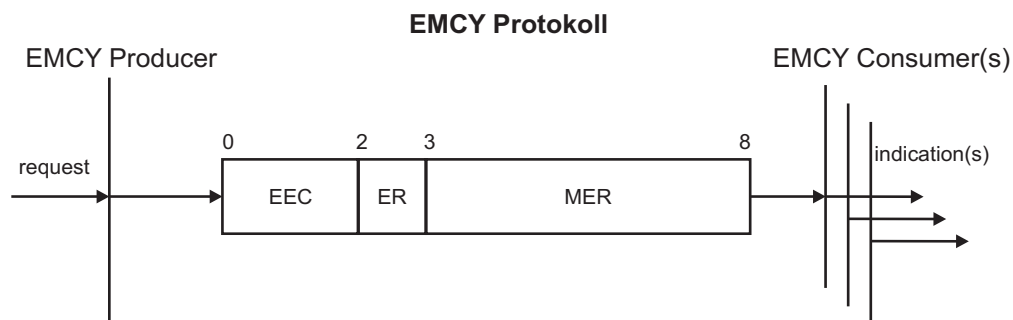 EMCY Protokoll
EMCY Producer
EMCY Consumer(s)
0 2 3 8
request
indication(s)
EEC ER MER